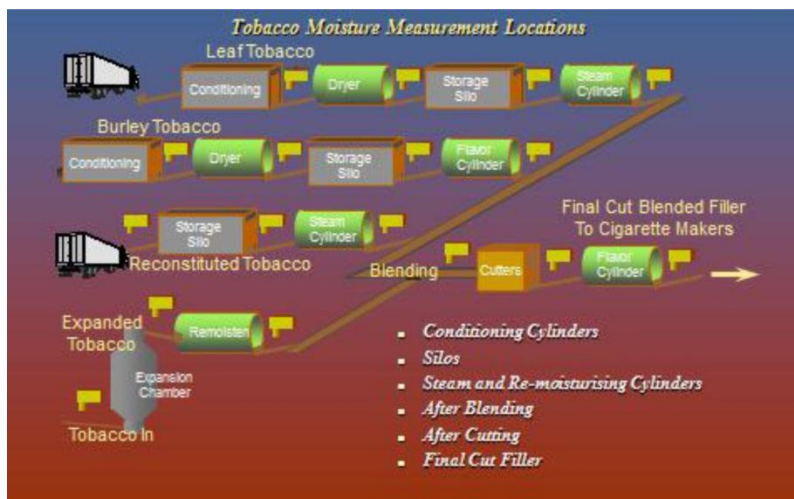 Tobacco Moisture Measurement Locations
Leaf Tobacco
Conditioning
Dryer
Storage
Silo
Steam
Cylinder
Burley Tobacco
Conditioning
Dryer
Storage
Silo
Flavor
Cylinder
Storage
Silo
Steam
Cylinder
Reconstituted Tobacco
Final Cut Blended Filler
To Cigarette Makers
Blending
Cutters
Flavor
Cylinder
Expanded
Tobacco
Remoisten
Expansion
Chamber
Tobacco In
Conditioning Cylinders
Silos
Steam and Re-moisturising Cylinders
After Blending
After Cutting
Final Cut Filler